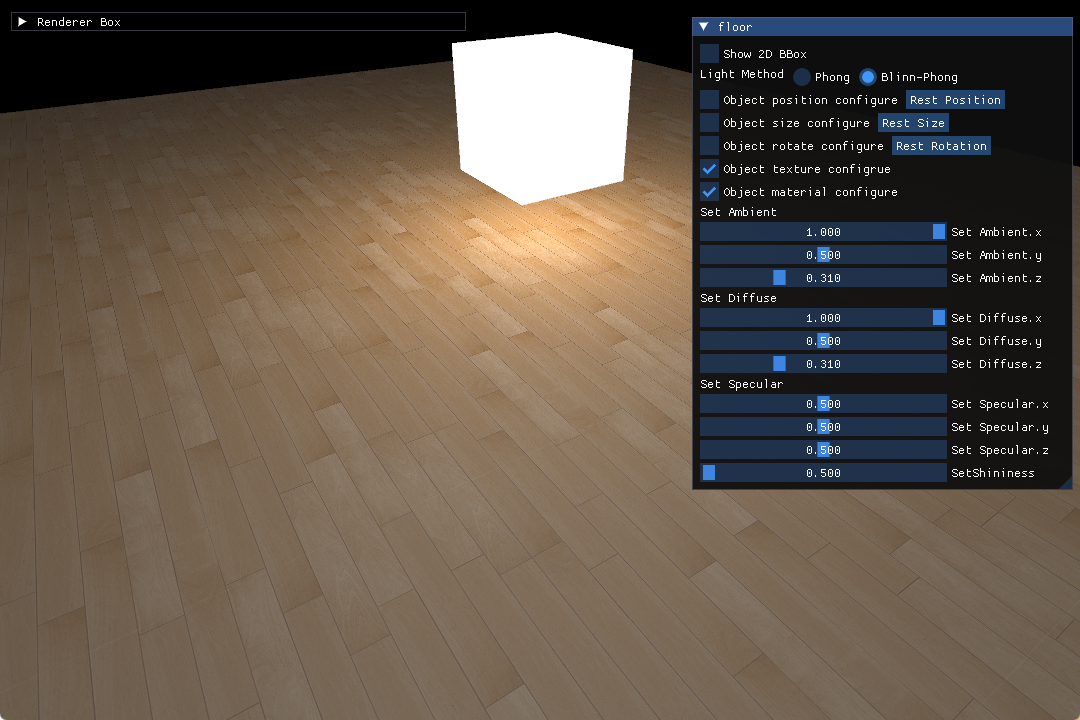 Renderer Box
floor
Show 2D BBox
Light Method Phong Blinn-Phong
Object position configure Rest Position
Object size configure Rest Size
Object rotate configure Rest Rotation
Object texture configrue
Object material configure
Set Ambient
1.000 Set Ambient.x
0.500 Set Ambient.y
0.310 Set Ambient.z
Set Diffuse
1.000 Set Diffuse.x
0.500 Set Diffuse.y
0.310 Set Diffuse.z
Set Specular
0.500 Set Specular.x
0.500 Set Specular.y
0.500 Set Specular.z
0.500 SetShininess